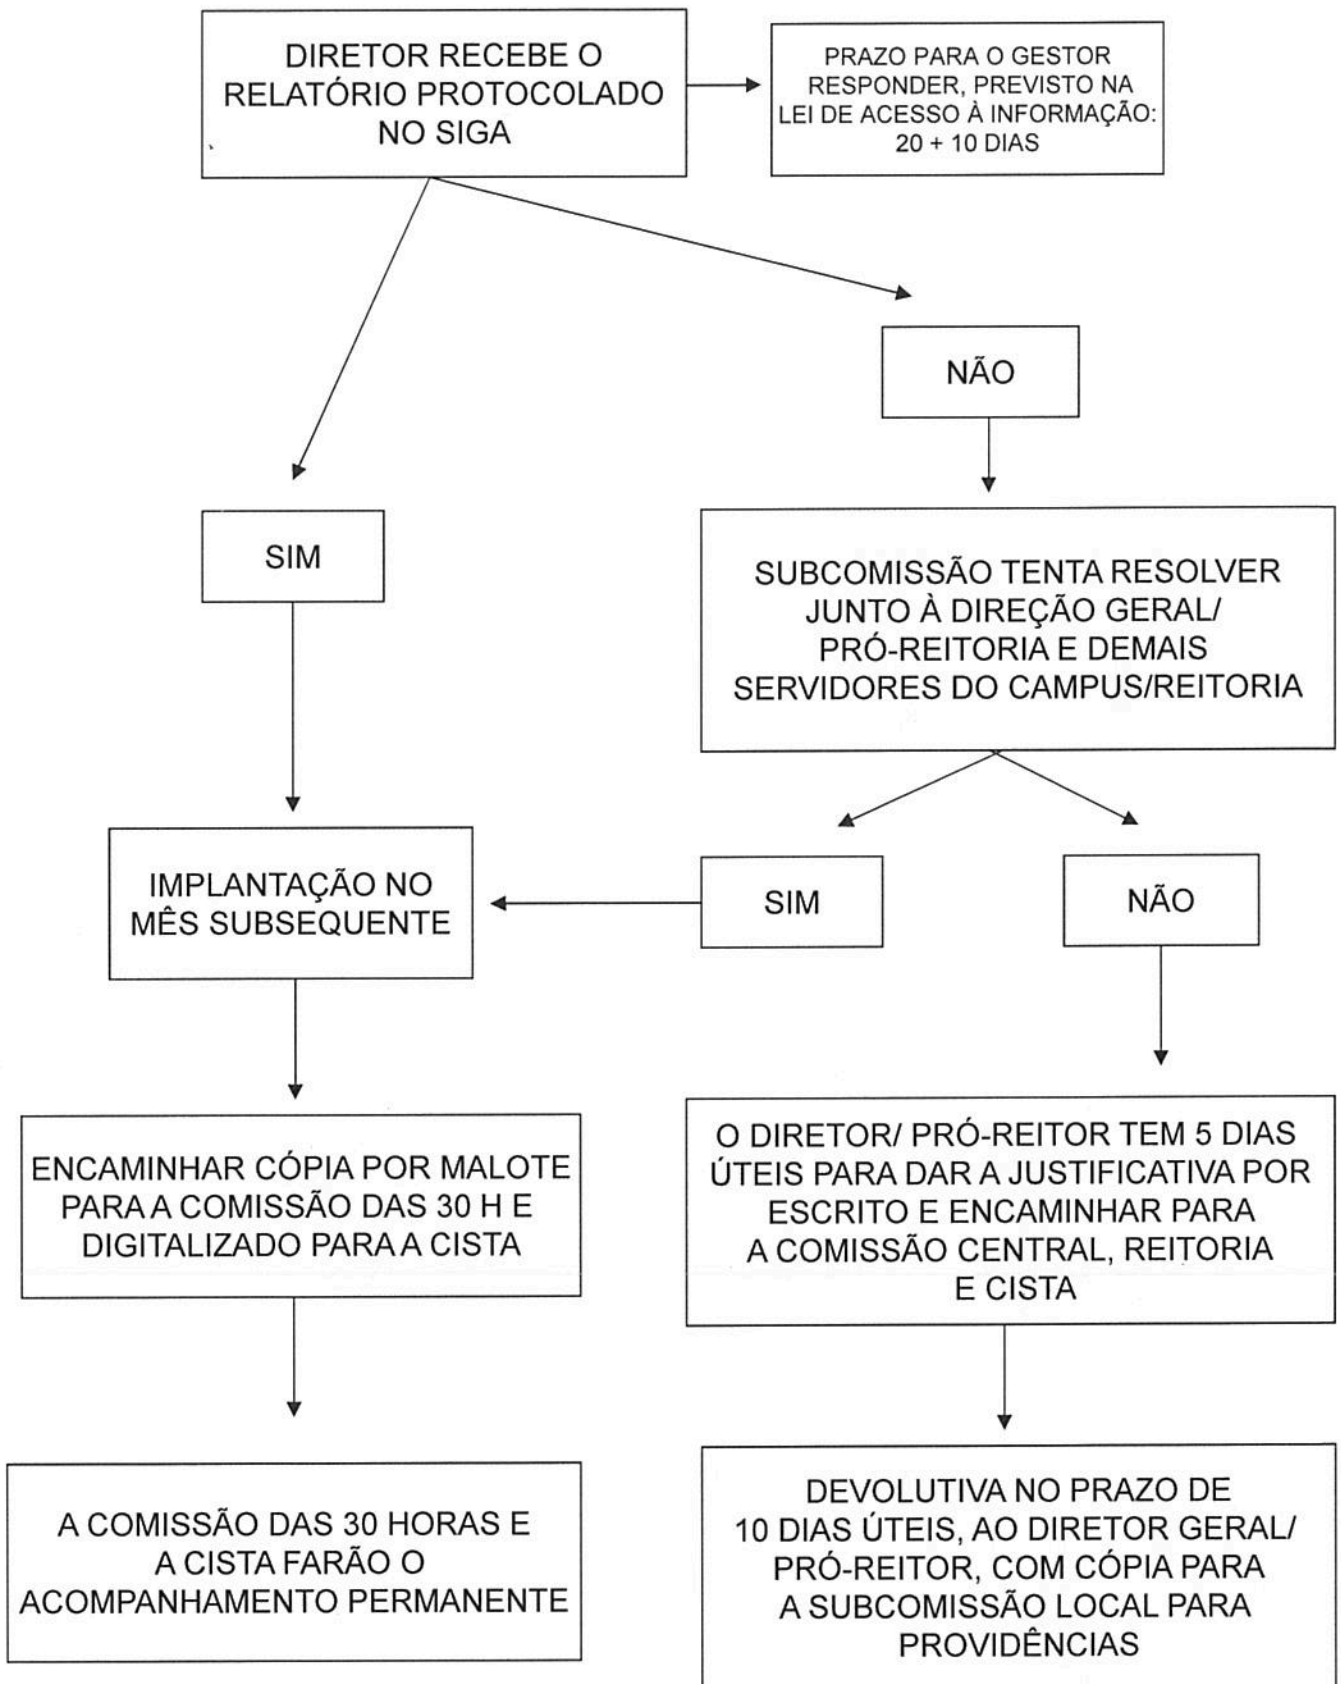 DIRETOR RECEBE O
RELATÓRIO PROTOCOLADO
NO SIGA
PRAZO PARA O GESTOR
RESPONDER, PREVISTO NA
LEI DE ACESSO À INFORMAÇÃO:
20 + 10 DIAS
NÃO
SIM
SUBCOMISSÃO TENTA RESOLVER
JUNTO À DIREÇÃO GERAL/
PRÓ-REITORIA E DEMAIS
SERVIDORES DO CAMPUS/REITORIA
IMPLANTAÇÃO NO
MÊS SUBSEQUENTE
SIM
NÃO
ENCAMINHAR CÓPIA POR MALOTE
PARA A COMISSÃO DAS 30 H E
DIGITALIZADO PARA A CISTA
O DIRETOR/ PRÓ-REITOR TEM 5 DIAS
ÚTEIS PARA DAR A JUSTIFICATIVA POR
ESCRITO E ENCAMINHAR PARA
A COMISSÃO CENTRAL, REITORIA
E CISTA
A COMISSÃO DAS 30 HORAS E
A CISTA FARÃO O
ACOMPANHAMENTO PERMANENTE
DEVOLUTIVA NO PRAZO DE
10 DIAS ÚTEIS, AO DIRETOR GERAL/
PRÓ-REITOR, COM CÓPIA PARA
A SUBCOMISSÃO LOCAL PARA
PROVIDÊNCIAS